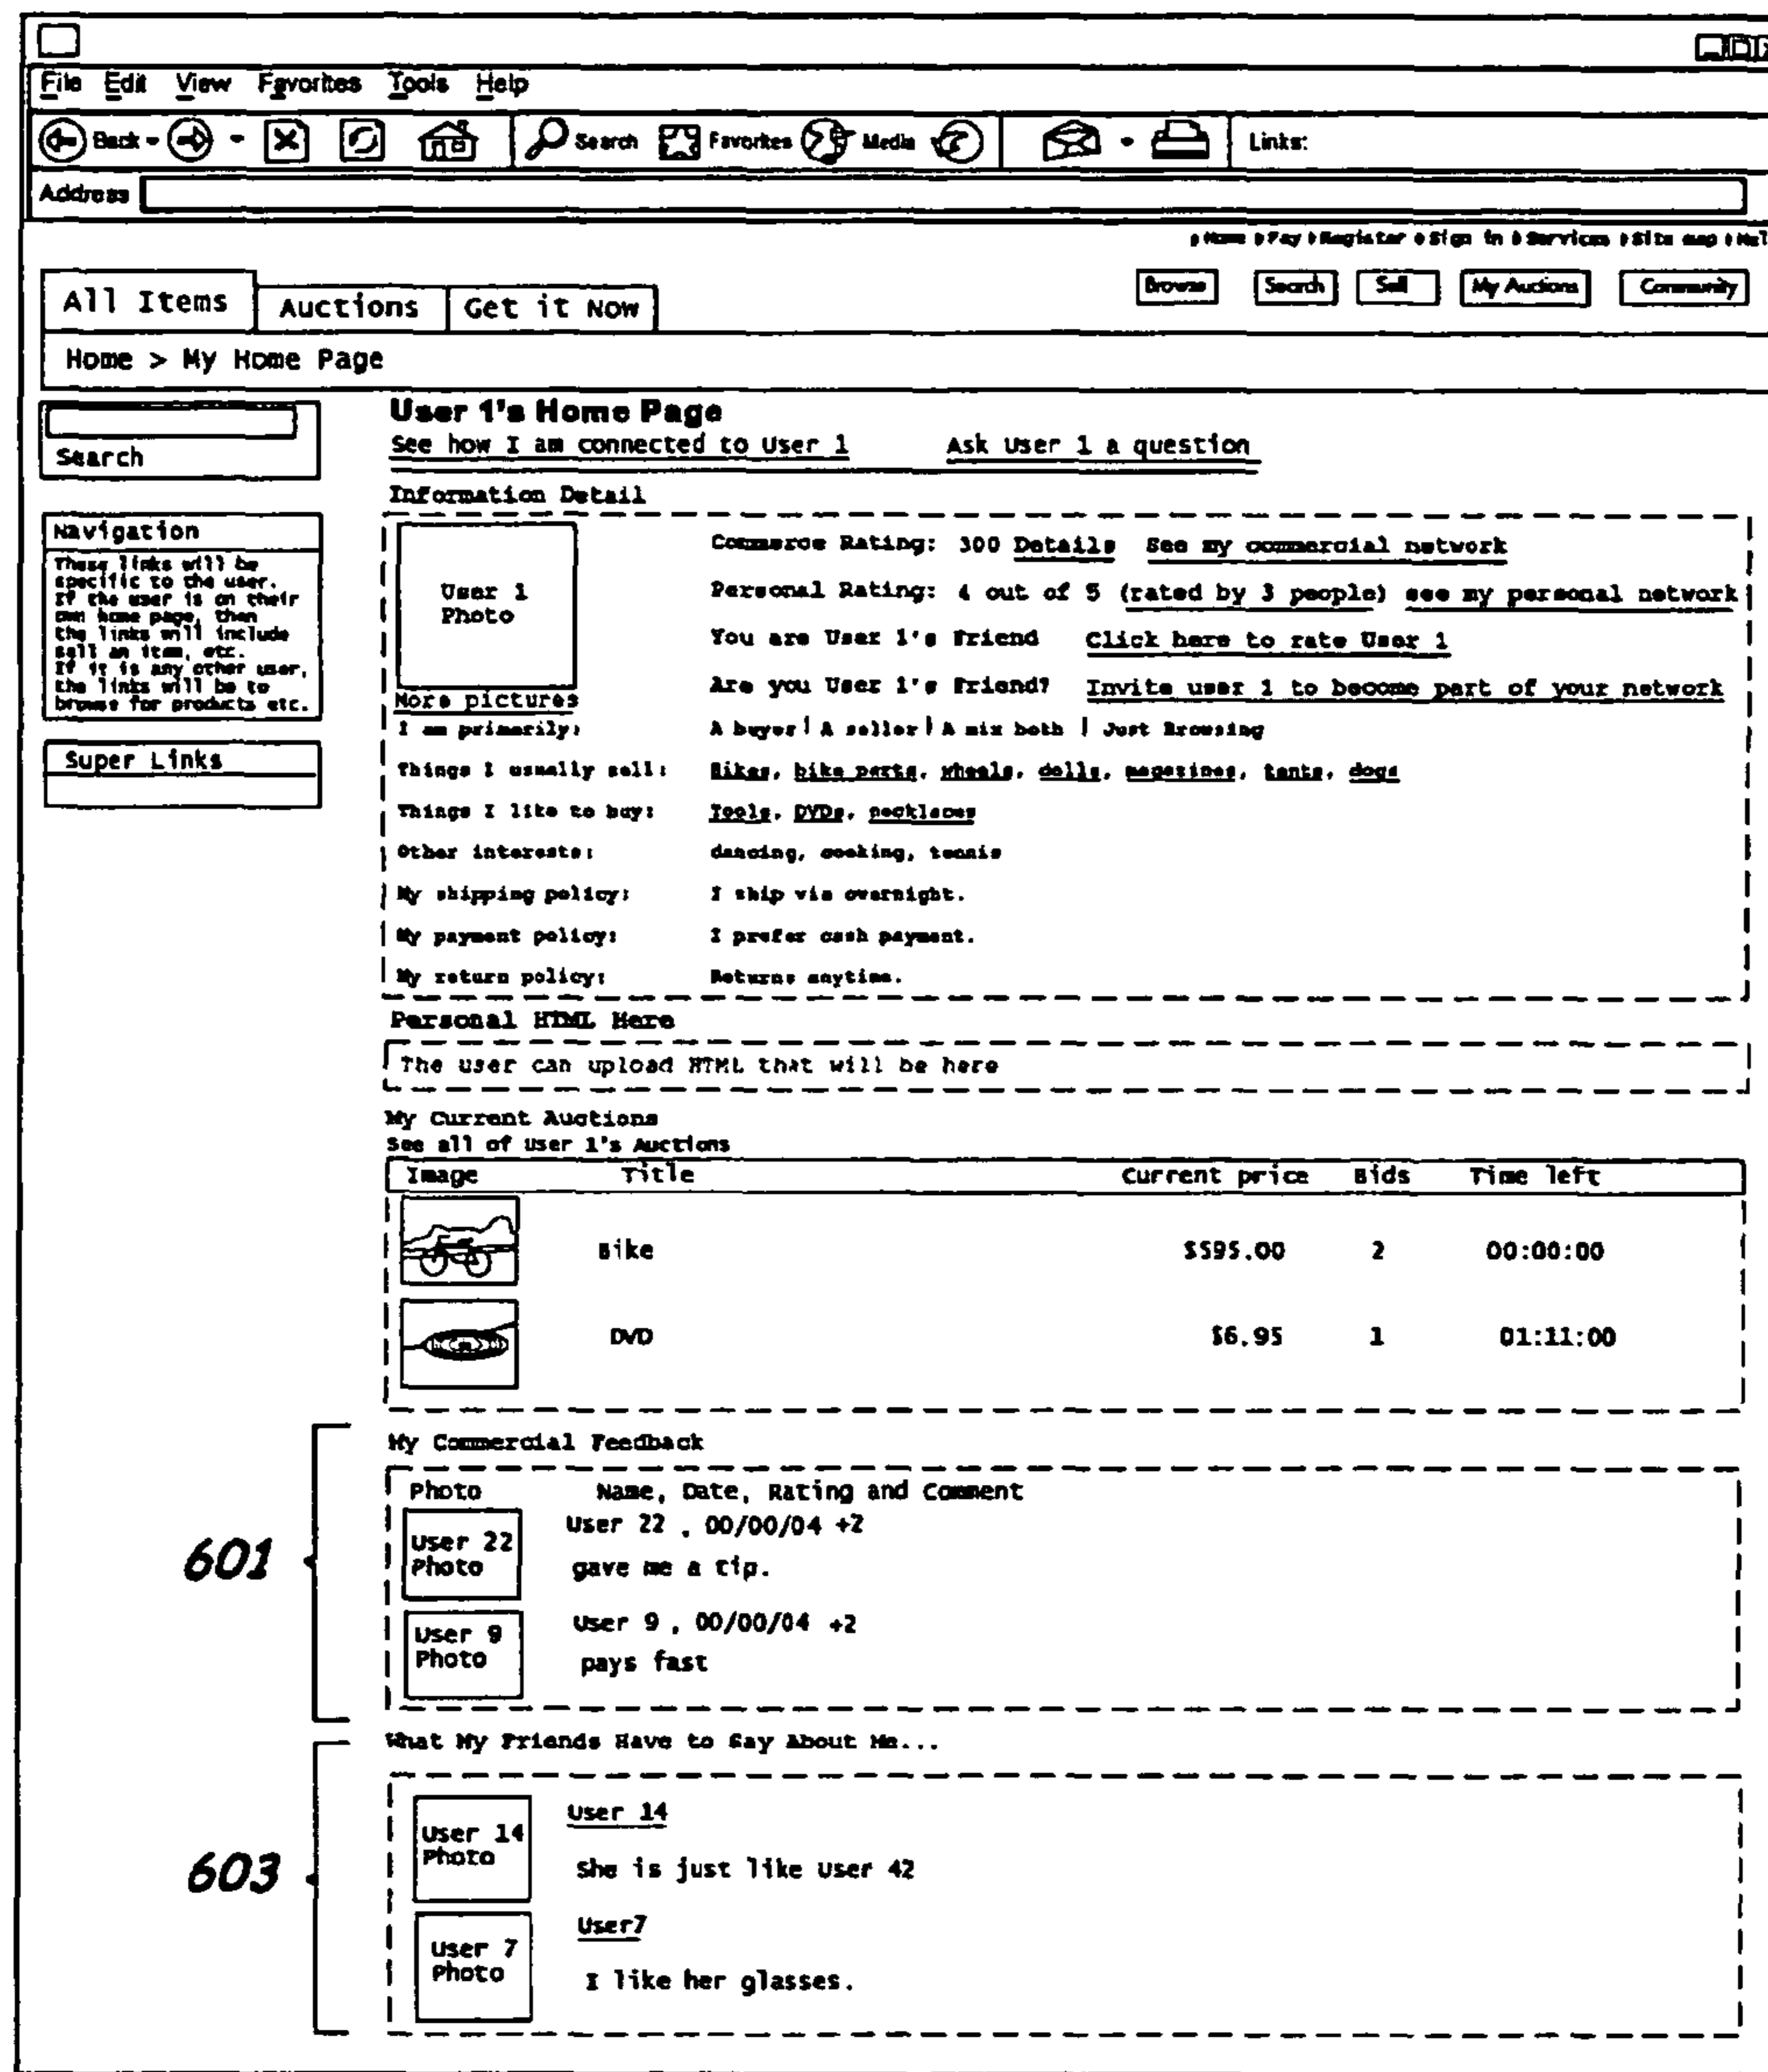 File Edit View Favorites Tools Help
Back Search Favorites Media Links:
Address
Home Pay Register Sign in Services Site map Hel
Browse Search Sell My Auctions Community
All Items Auctions Get it Now
Home > My Home Page
Search
Navigation
These links will be
specific to the user.
If the user is on their
own home page, then
the links will include
sell an item, etc.
If it is any other user,
the links will be to
browse for products etc.
Super Links
User 1's Home Page
See how I am connected to User 1 Ask User 1 a question
Information Detail
User 1
Photo
More pictures
Commerce Rating: 300 Details See my commercial network
Personal Rating: 4 out of 5 (rated by 3 people) see my personal network
You are User 1's Friend Click here to rate User 1
Are you User 1's Friend? Invite user 1 to become part of your network
I am primarily: A buyer | A seller | A mix both | Just Browsing
Things I usually sell: Bikes, bike parts, wheels, dolls, magazines, tents, dogs
Things I like to buy: Tools, DVDs, necklaces
Other interests: dancing, cooking, tennis
My shipping policy: I ship via overnight.
My payment policy: I prefer cash payment.
My return policy: Returns anytime.
Personal HTML Here
The user can upload HTML that will be here
My Current Auctions
See all of User 1's Auctions
Image Title Current price Bids Time left
Bike $595.00 2 00:00:00
DVD $6.95 1 01:11:00
601
My Commercial Feedback
Photo Name, Date, Rating and Comment
User 22
Photo
User 22 , 00/00/04 +2
gave me a tip.
User 9
Photo
User 9 , 00/00/04 +2
pays fast
603
What My Friends Have to Say About Me...
User 14
Photo
User 14
She is just like User 42
User 7
Photo
User7
I like her glasses.